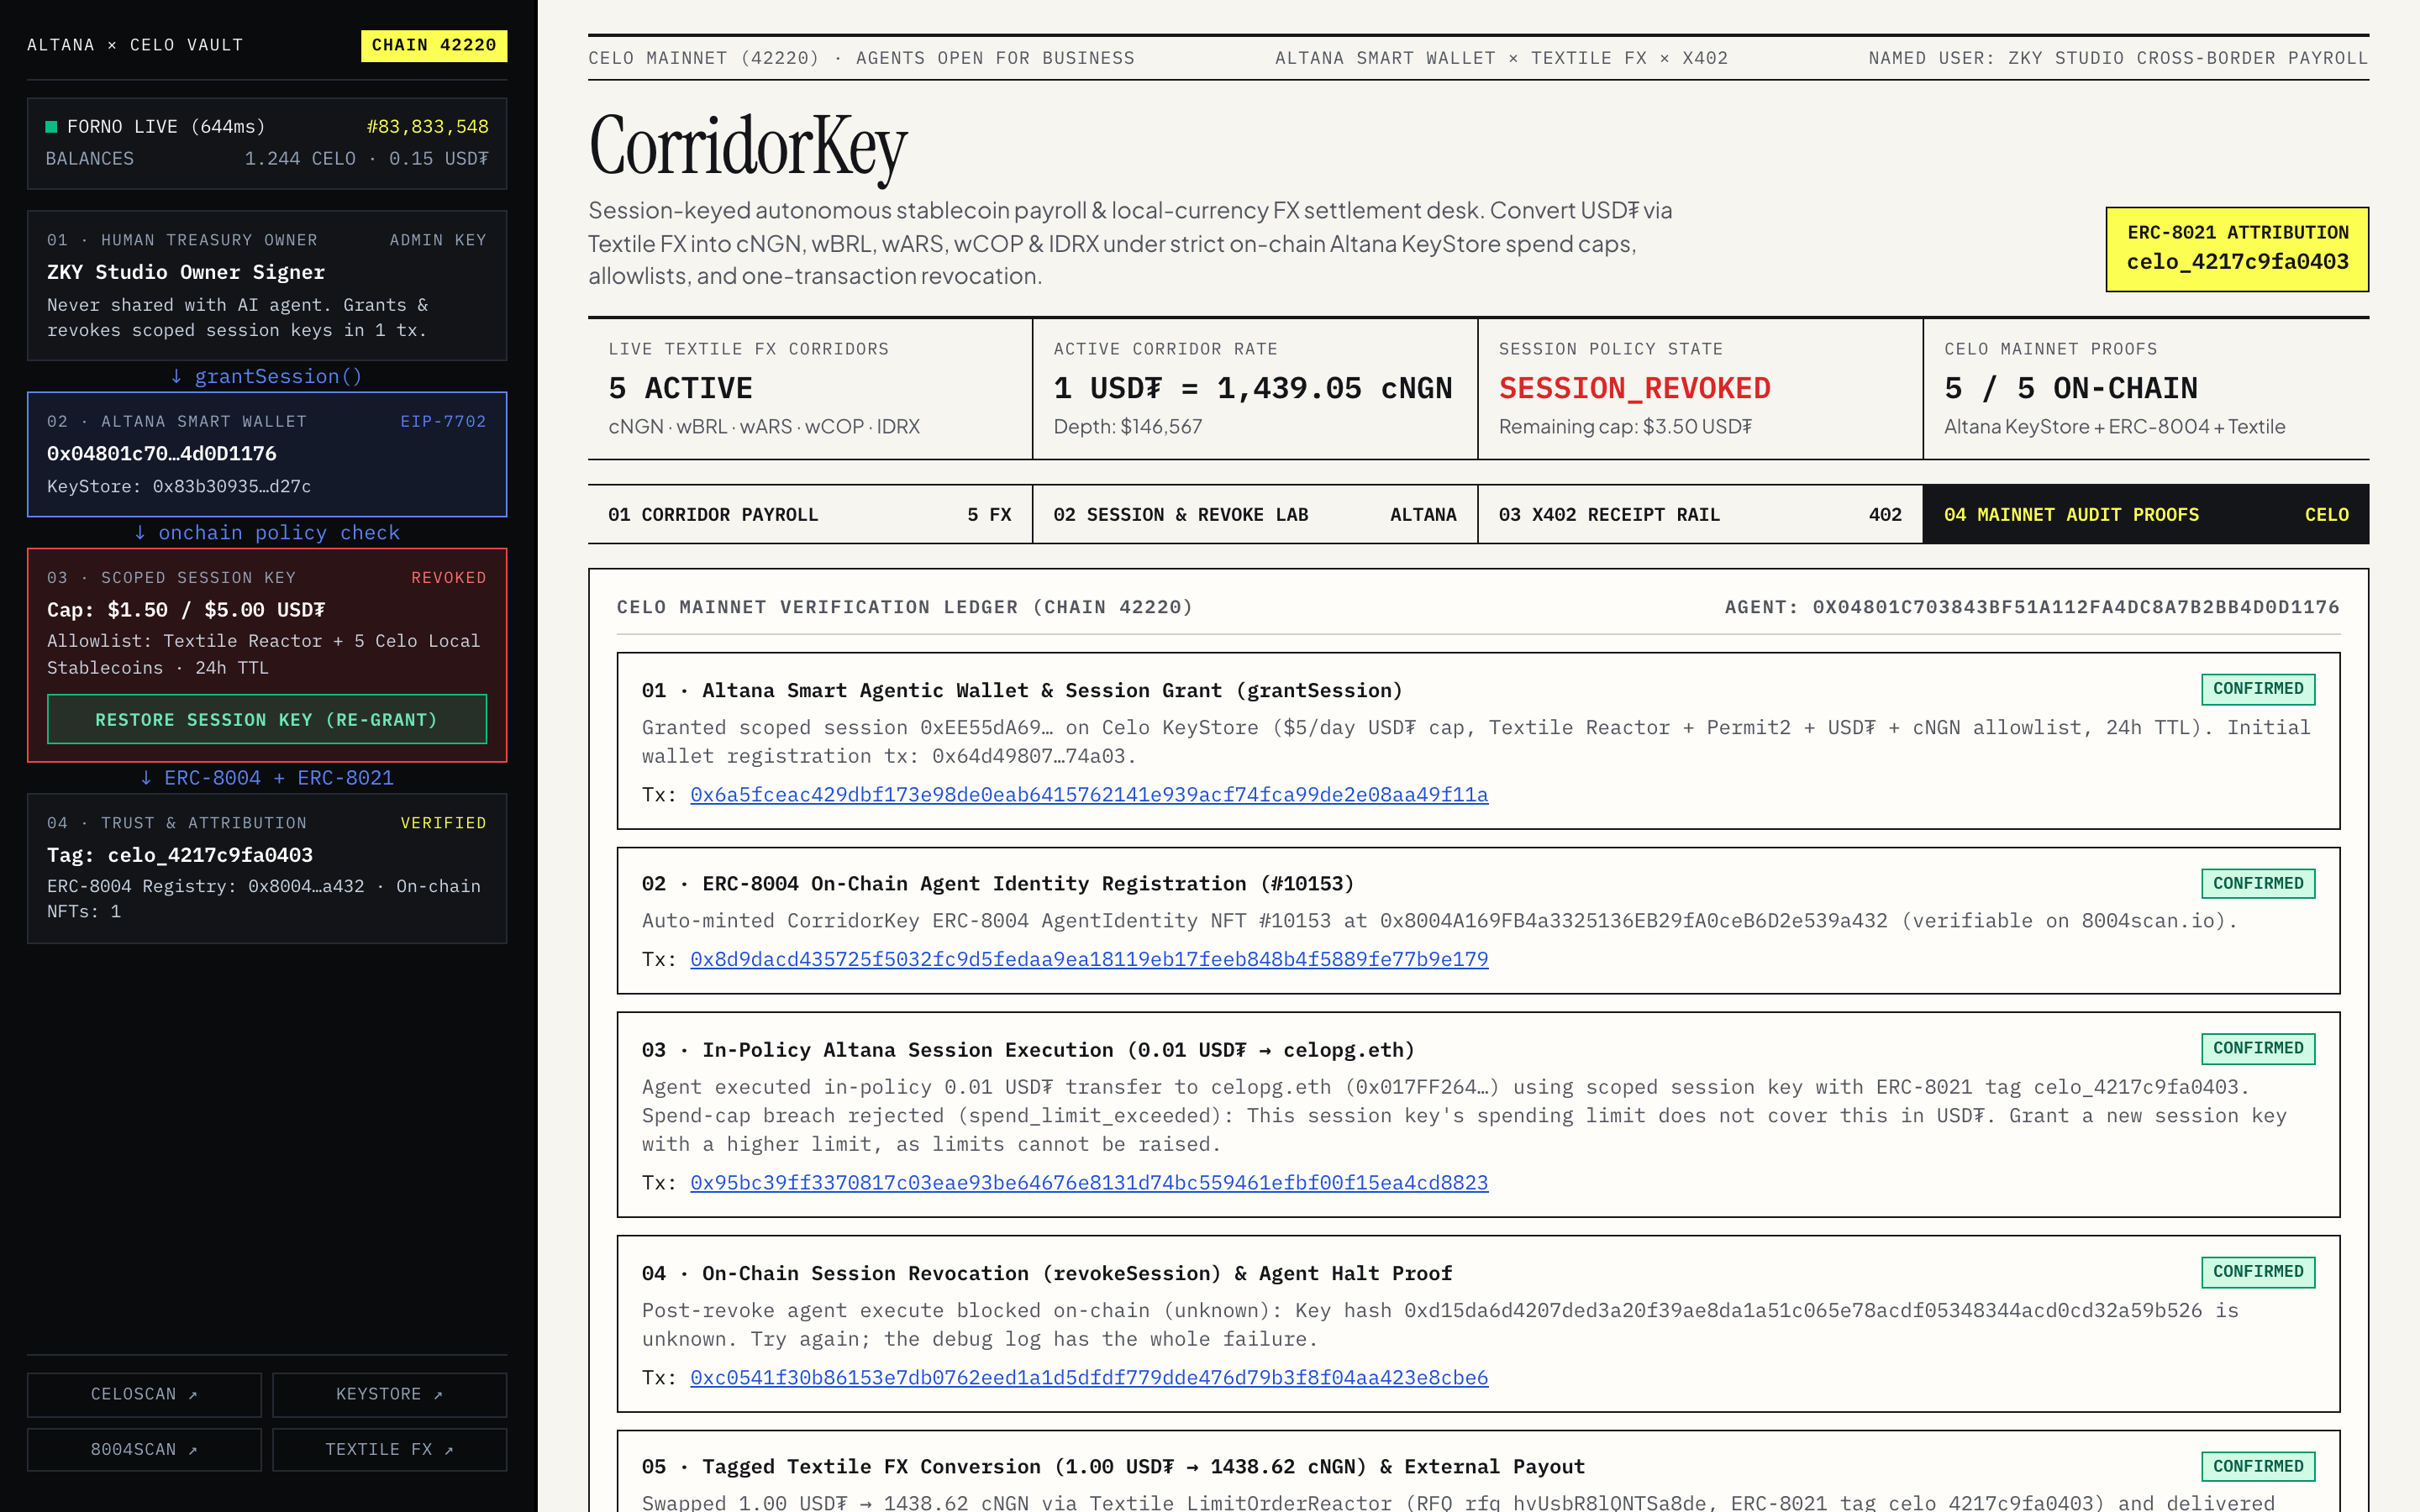 ALTANA × CELO VAULT
CHAIN 42220
FORNO LIVE (644ms)
#83,833,548
BALANCES
1.244 CELO · 0.15 USD₮
01 · HUMAN TREASURY OWNER
ADMIN KEY
ZKY Studio Owner Signer
Never shared with AI agent. Grants &
revokes scoped session keys in 1 tx.
↓ grantSession()
02 · ALTANA SMART WALLET
EIP-7702
0x04801c70…4d0D1176
KeyStore: 0x83b30935…d27c
↓ onchain policy check
03 · SCOPED SESSION KEY
REVOKED
Cap: $1.50 / $5.00 USD₮
Allowlist: Textile Reactor + 5 Celo Local
Stablecoins · 24h TTL
RESTORE SESSION KEY (RE-GRANT)
↓ ERC-8004 + ERC-8021
04 · TRUST & ATTRIBUTION
VERIFIED
Tag: celo_4217c9fa0403
ERC-8004 Registry: 0x8004…a432 · On-chain
NFTs: 1
CELOSCAN ↗
KEYSTORE ↗
8004SCAN ↗
TEXTILE FX ↗
CELO MAINNET (42220) · AGENTS OPEN FOR BUSINESS
ALTANA SMART WALLET × TEXTILE FX × X402
NAMED USER: ZKY STUDIO CROSS-BORDER PAYROLL
CorridorKey
Session-keyed autonomous stablecoin payroll & local-currency FX settlement desk. Convert USD₮ via
Textile FX into cNGN, wBRL, wARS, wCOP & IDRX under strict on-chain Altana KeyStore spend caps,
allowlists, and one-transaction revocation.
ERC-8021 ATTRIBUTION
celo_4217c9fa0403
LIVE TEXTILE FX CORRIDORS
5 ACTIVE
cNGN · wBRL · wARS · wCOP · IDRX
ACTIVE CORRIDOR RATE
1 USD₮ = 1,439.05 cNGN
Depth: $146,567
SESSION POLICY STATE
SESSION_REVOKED
Remaining cap: $3.50 USD₮
CELO MAINNET PROOFS
5 / 5 ON-CHAIN
Altana KeyStore + ERC-8004 + Textile
01 CORRIDOR PAYROLL
5 FX
02 SESSION & REVOKE LAB
ALTANA
03 X402 RECEIPT RAIL
402
04 MAINNET AUDIT PROOFS
CELO
CELO MAINNET VERIFICATION LEDGER (CHAIN 42220)
AGENT: 0X04801C703843BF51A112FA4DC8A7B2BB4D0D1176
01 · Altana Smart Agentic Wallet & Session Grant (grantSession)
CONFIRMED
Granted scoped session 0xEE55dA69… on Celo KeyStore ($5/day USD₮ cap, Textile Reactor + Permit2 + USD₮ + cNGN allowlist, 24h TTL). Initial
wallet registration tx: 0x64d49807…74a03.
Tx: 0x6a5fceac429dbf173e98de0eab6415762141e939acf74fca99de2e08aa49f11a
02 · ERC-8004 On-Chain Agent Identity Registration (#10153)
CONFIRMED
Auto-minted CorridorKey ERC-8004 AgentIdentity NFT #10153 at 0x8004A169FB4a3325136EB29fA0ceB6D2e539a432 (verifiable on 8004scan.io).
Tx: 0x8d9dacd435725f5032fc9d5fedaa9ea18119eb17feeb848b4f5889fe77b9e179
03 · In-Policy Altana Session Execution (0.01 USD₮ → celopg.eth)
CONFIRMED
Agent executed in-policy 0.01 USD₮ transfer to celopg.eth (0x017FF264…) using scoped session key with ERC-8021 tag celo_4217c9fa0403.
Spend-cap breach rejected (spend_limit_exceeded): This session key's spending limit does not cover this in USD₮. Grant a new session key
with a higher limit, as limits cannot be raised.
Tx: 0x95bc39ff3370817c03eae93be64676e8131d74bc559461efbf00f15ea4cd8823
04 · On-Chain Session Revocation (revokeSession) & Agent Halt Proof
CONFIRMED
Post-revoke agent execute blocked on-chain (unknown): Key hash 0xd15da6d4207ded3a20f39ae8da1a51c065e78acdf05348344acd0cd32a59b526 is
unknown. Try again; the debug log has the whole failure.
Tx: 0xc0541f30b86153e7db0762eed1a1d5dfdf779dde476d79b3f8f04aa423e8cbe6
05 · Tagged Textile FX Conversion (1.00 USD₮ → 1438.62 cNGN) & External Payout
CONFIRMED
Swapped 1.00 USD₮ → 1438.62 cNGN via Textile LimitOrderReactor (RFQ rfq_hvUsbR8lQNTSa8de, ERC-8021 tag celo_4217c9fa0403) and delivered